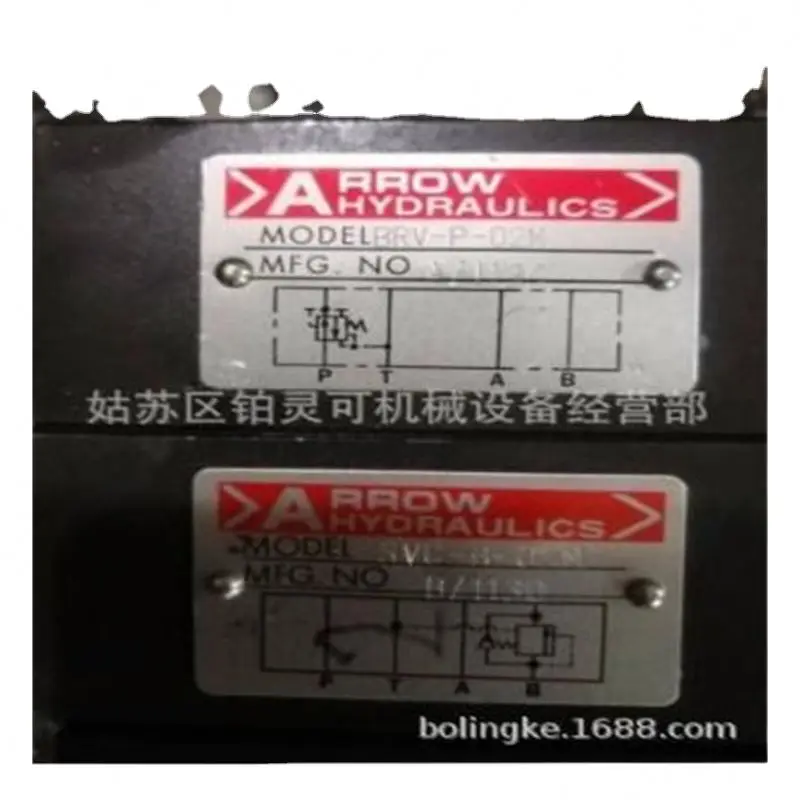 ARROW
HYDRAULICS
MODEL BRV-P-02M
MFG. NO
P T A B
姑苏区铂灵可机械设备经营部
ARROW
HYDRAULICS
MODEL
MFG. NO
P T A B
bolingke.1688.com